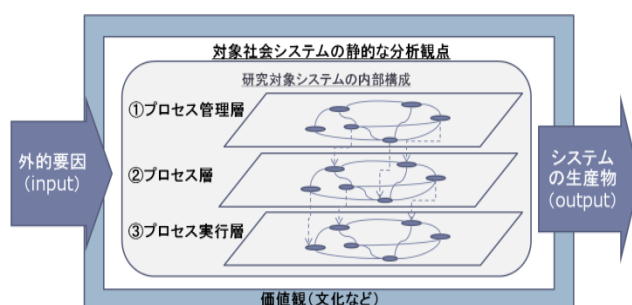 対象社会システムの静的な分析観点
研究対象システムの内部構成
①プロセス管理層
外的要因
(input)
②プロセス層
システム
の生産物
(output)
③プロセス実行層
価値観(文化など)